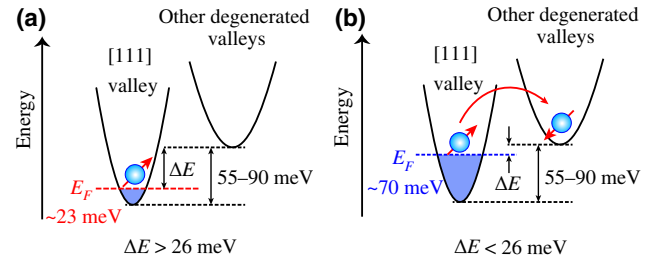 (a)
Other degenerated
valleys
[111]
valley
Energy
E_F
~23 meV
ΔE
55–90 meV
ΔE > 26 meV
(b)
Other degenerated
valleys
[111]
valley
Energy
E_F
~70 meV
ΔE
55–90 meV
ΔE < 26 meV